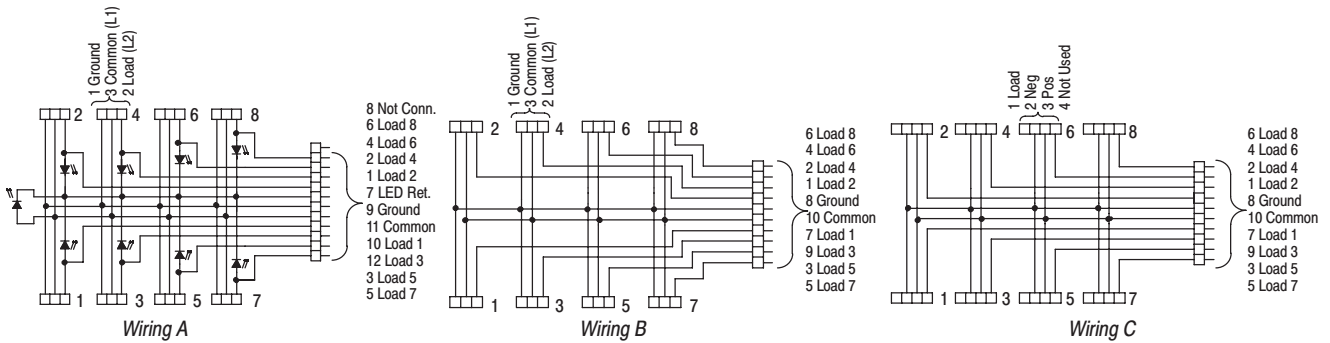 1 Ground
3 Common (L1)
2 Load (L2)
2
4
6
8
8 Not Conn.
6 Load 8
4 Load 6
2 Load 4
1 Load 2
7 LED Ret.
9 Ground
11 Common
10 Load 1
12 Load 3
3 Load 5
5 Load 7
1
3
5
7
Wiring A
1 Ground
3 Common (L1)
2 Load (L2)
2
4
6
8
6 Load 8
4 Load 6
2 Load 4
1 Load 2
8 Ground
10 Common
7 Load 1
9 Load 3
3 Load 5
5 Load 7
1
3
5
7
Wiring B
1 Load
2 Neg
3 Pos
4 Not Used
2
4
6
8
6 Load 8
4 Load 6
2 Load 4
1 Load 2
8 Ground
10 Common
7 Load 1
9 Load 3
3 Load 5
5 Load 7
1
3
5
7
Wiring C